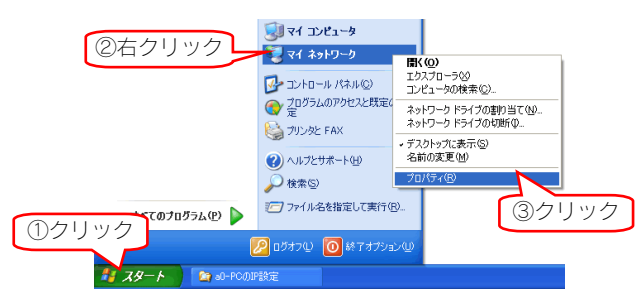 マイ コンピュータ
②右クリック
マイ ネットワーク
開く(O)
エクスプローラ(X)
コンピュータの検索(C)...
ネットワーク ドライブの割り当て(N)...
ネットワーク ドライブの切断(I)...
デスクトップに表示(S)
名前の変更(M)
プロパティ(R)
コントロール パネル(C)
プログラムのアクセスと既定の
定
プリンタと FAX
ヘルプとサポート(H)
検索(S)
ファイル名を指定して実行(R)...
③クリック
てのプログラム(P)
①クリック
ログオフ(L)
終了オプション(U)
スタート
a0-PCのIP設定